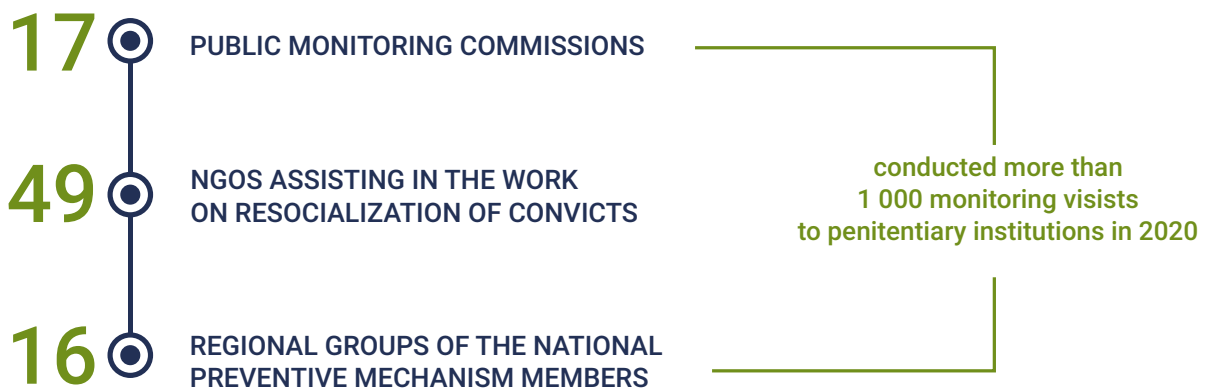 17
PUBLIC MONITORING COMMISSIONS
49
NGOS ASSISTING IN THE WORK
ON RESOCIALIZATION OF CONVICTS
conducted more than
1 000 monitoring visists
to penitentiary institutions in 2020
16
REGIONAL GROUPS OF THE NATIONAL
PREVENTIVE MECHANISM MEMBERS